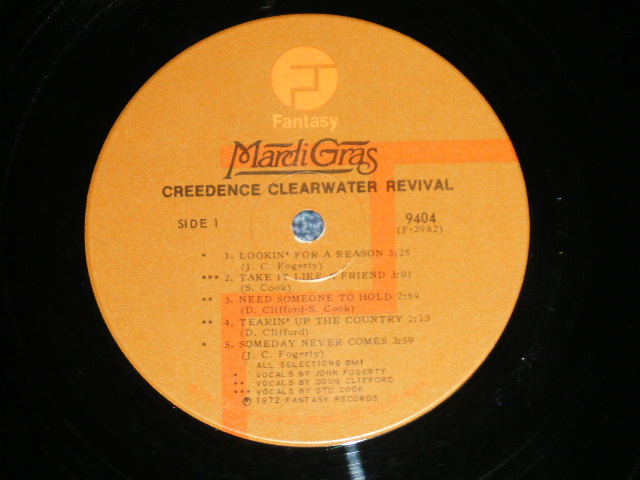 Fantasy
Mardi Gras
CREEDENCE CLEARWATER REVIVAL
SIDE 1
9404
(F-2982)
* 1. LOOKIN' FOR A REASON 3:25
(J. C. Fogerty)
*** 2. TAKE IT LIKE A FRIEND 3:01
(S. Cook)
** 3. NEED SOMEONE TO HOLD 2:59
(D. Clifford-S. Cook)
** 4. TEARIN' UP THE COUNTRY 2:13
(D. Clifford)
* 5. SOMEDAY NEVER COMES 3:59
(J. C. Fogerty)
ALL SELECTIONS BMI
* VOCALS BY JOHN FOGERTY
** VOCALS BY DOUG CLIFFORD
*** VOCALS BY STU COOK
℗ 1972 FANTASY RECORDS